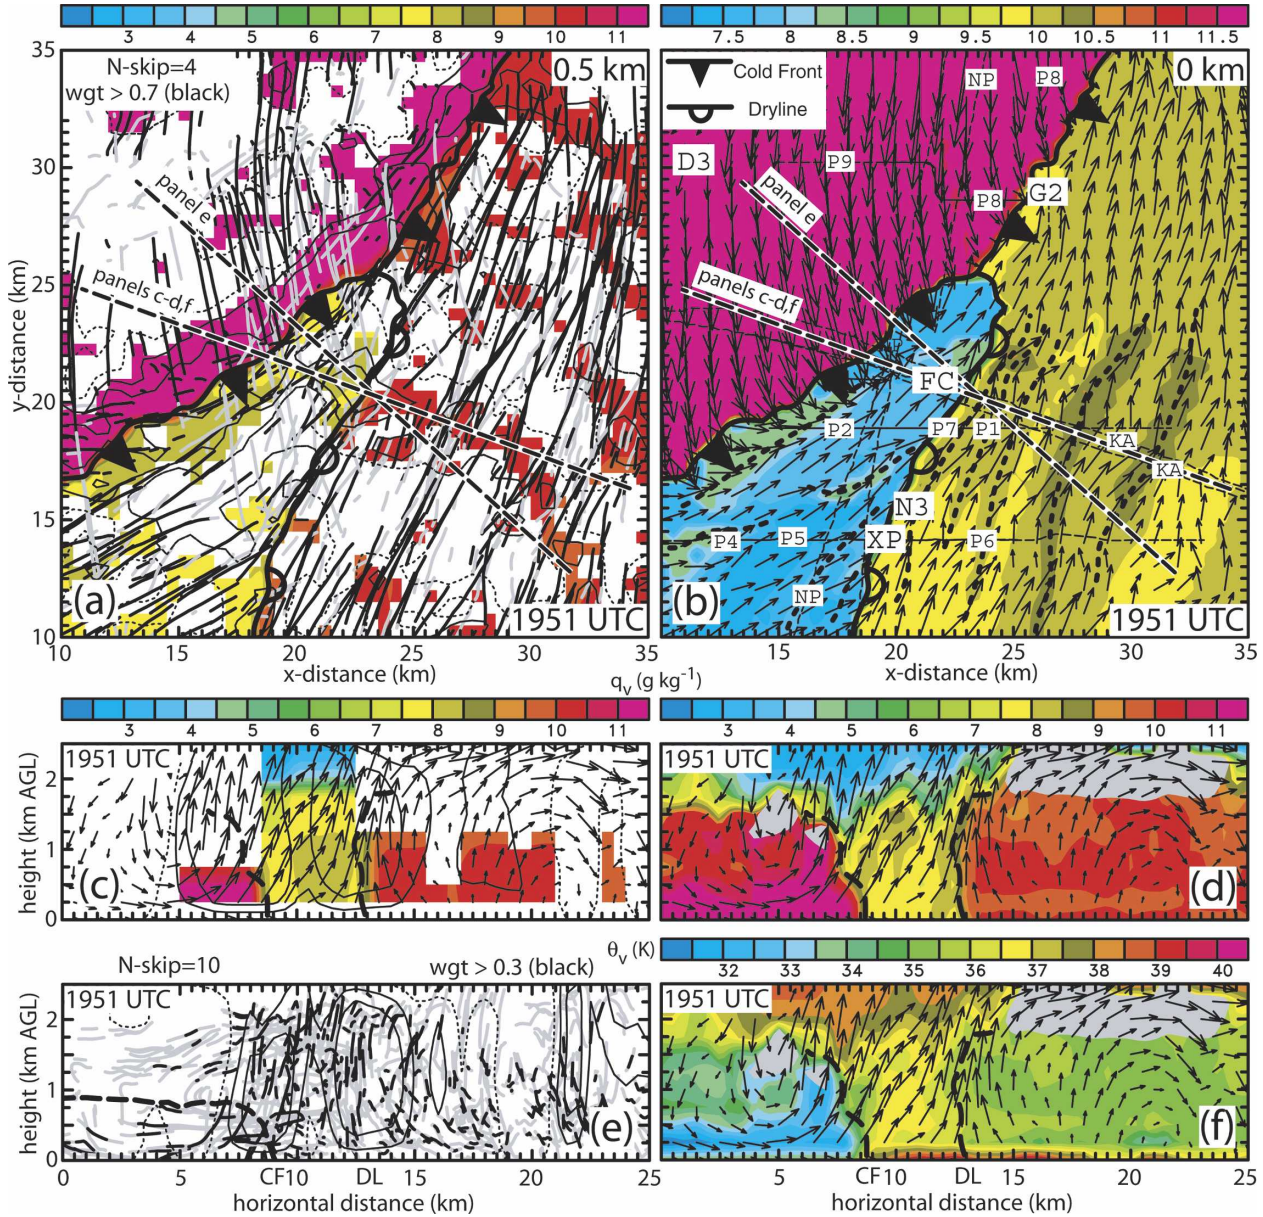 3 4 5 6 7 8 9 10 11
7.5 8 8.5 9 9.5 10 10.5 11 11.5
35
N-skip=4
wgt > 0.7 (black)
0.5 km
panel e
panels c-d,f
30
25
20
15
10
y-distance (km)
(a)
1951 UTC
10 15 20 25 30 35
x-distance (km)
Cold Front
Dryline
0 km
NP
P8
D3
P9
panel e
P8
G2
panels c-d,f
FC
P2
P7
P1
KA
KA
N3
P4
P5
XP
P6
NP
(b)
1951 UTC
15 20 25 30 35
x-distance (km)
qv (g kg-1)
3 4 5 6 7 8 9 10 11
3 4 5 6 7 8 9 10 11
1951 UTC
2
1
0
height (km AGL)
(c)
1951 UTC
(d)
N-skip=10
wgt > 0.3 (black)
θv (K)
32 33 34 35 36 37 38 39 40
1951 UTC
2
1
0
height (km AGL)
(e)
0 5 CF10 DL 15 20 25
horizontal distance (km)
1951 UTC
(f)
5 CF10 DL 15 20 25
horizontal distance (km)